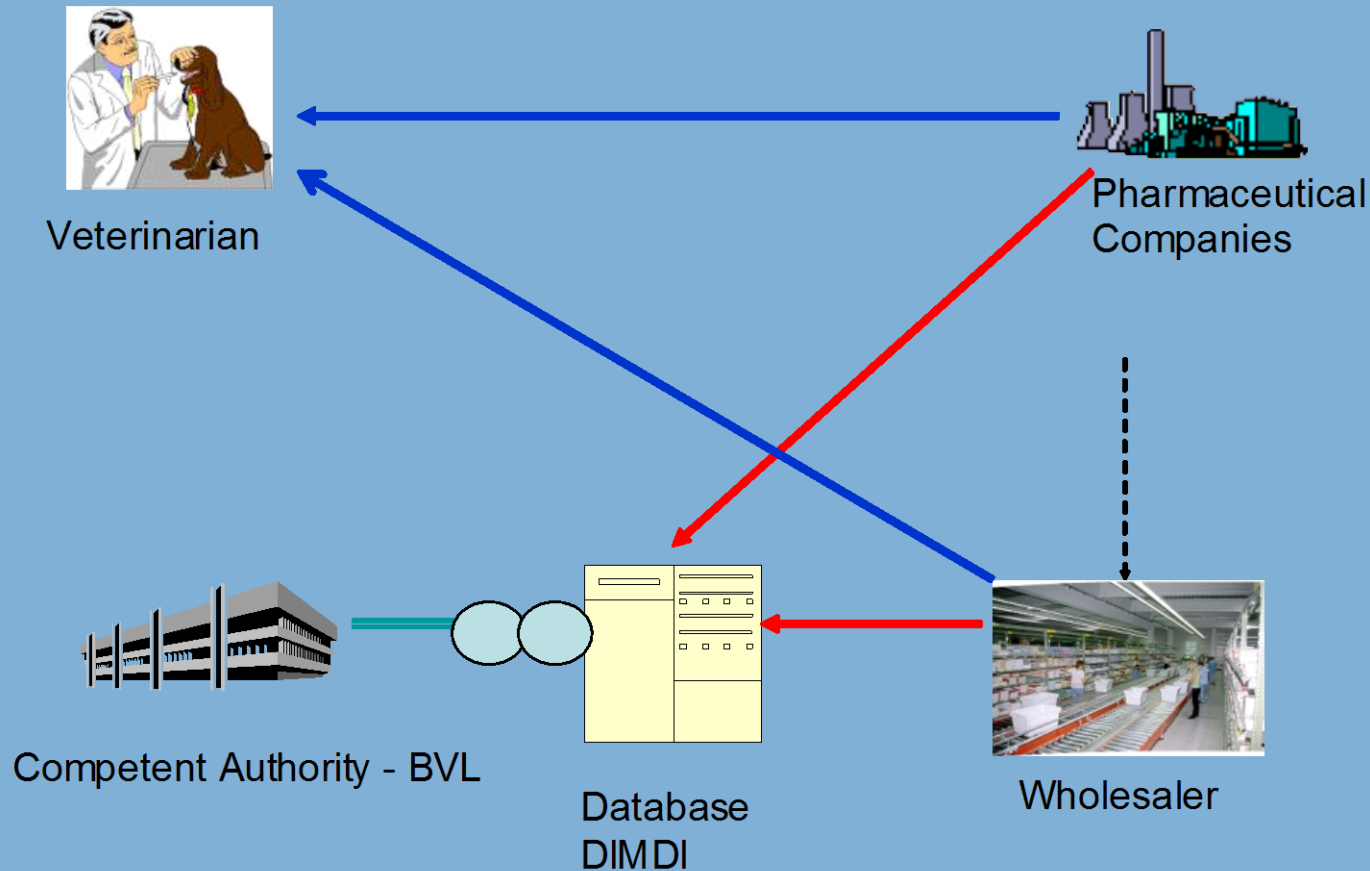 Veterinarian
Pharmaceutical
Companies
Competent Authority - BVL
Database
DIMDI
Wholesaler